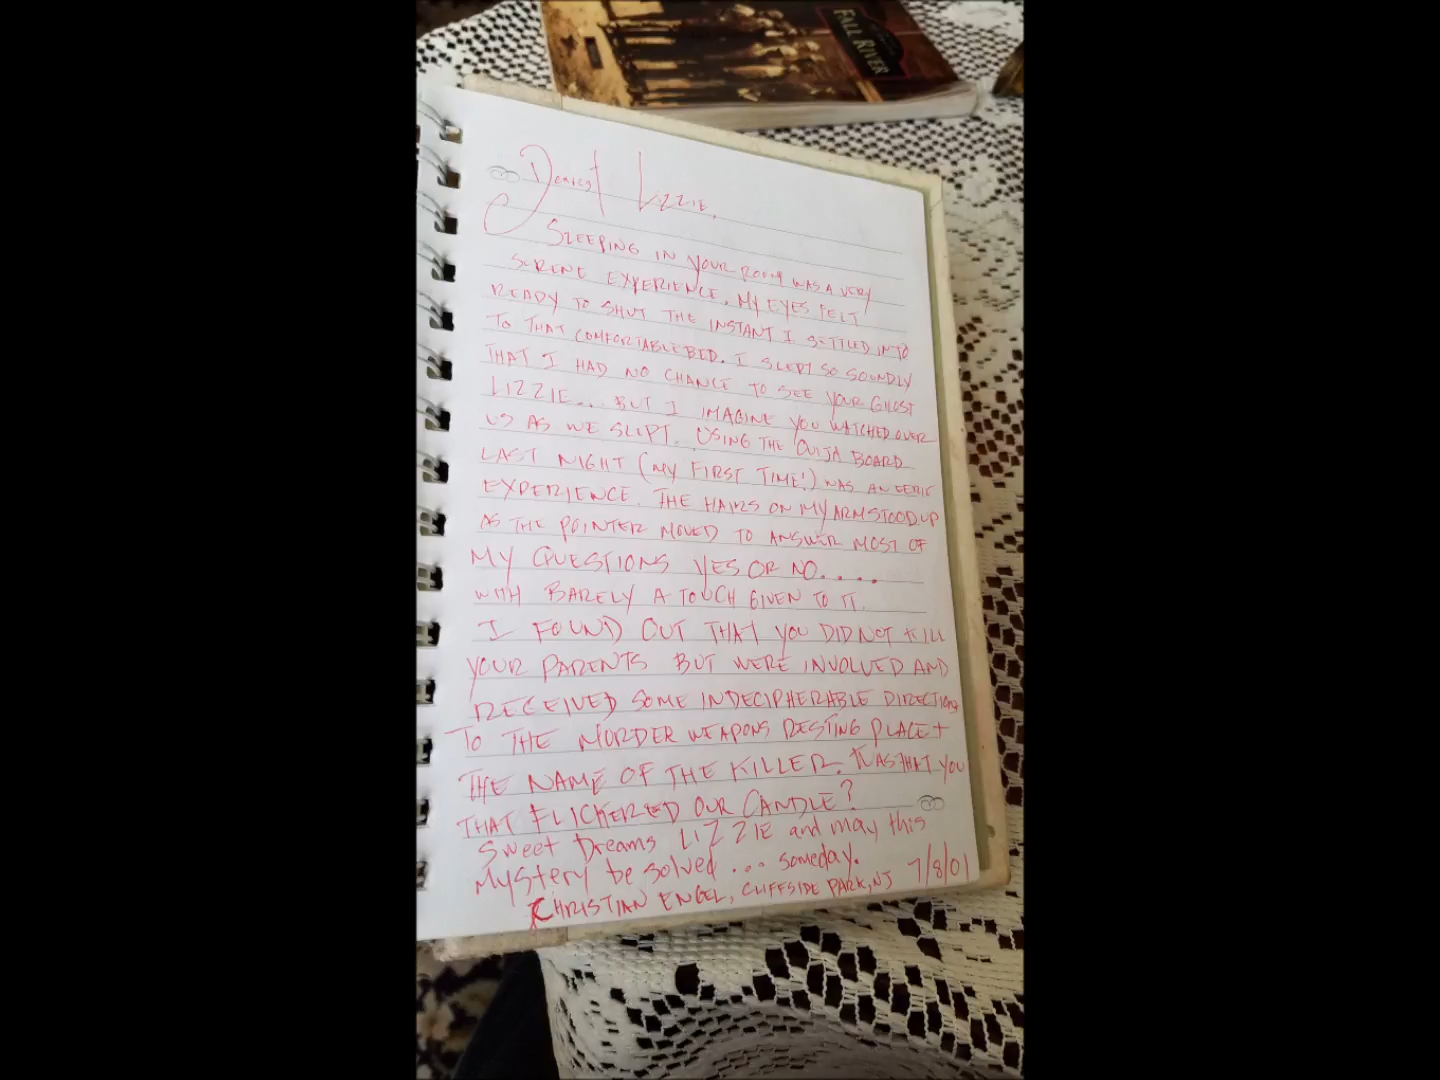 FALL RIVER
Dearest LIZZIE,
SLEEPING IN YOUR ROOM WAS A VERY
SERENE EXPERIENCE. MY EYES FELT
READY TO SHUT THE INSTANT I SETTLED INTO
TO THAT COMFORTABLE BED. I SLEPT SO SOUNDLY
THAT I HAD NO CHANCE TO SEE YOUR GHOST
LIZZIE... BUT I IMAGINE YOU WATCHED OVER
US AS WE SLEPT. USING THE OUIJA BOARD
LAST NIGHT (MY FIRST TIME!) WAS AN EERIE
EXPERIENCE. THE HAIRS ON MY ARM STOOD UP
AS THE POINTER MOVED TO ANSWER MOST OF
MY QUESTIONS YES OR NO.....
WITH BARELY A TOUCH GIVEN TO IT.
I FOUND OUT THAT YOU DID NOT KILL
YOUR PARENTS BUT WERE INVOLVED AND
RECEIVED SOME INDECIPHERABLE DIRECTIONS
TO THE MURDER WEAPONS RESTING PLACE +
THE NAME OF THE KILLER. WAS THAT YOU
THAT FLICKERED OUR CANDLE?
Sweet Dreams LIZZIE and may this
Mystery be solved ... someday.
CHRISTIAN ENGEL, CLIFFSIDE PARK, NJ 7/8/01